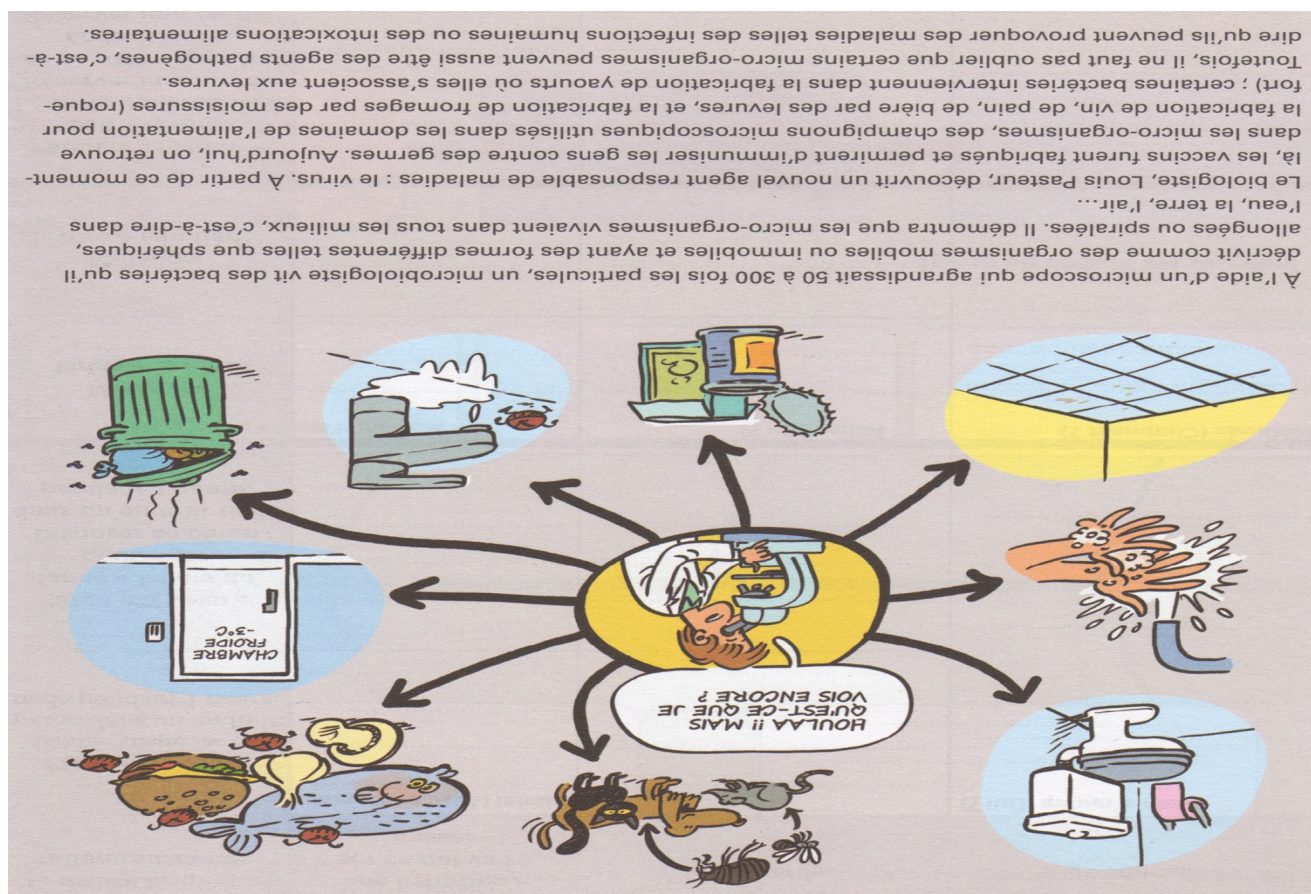 HOULAA !! MAIS
QU'EST-CE QUE JE
VOIS ENCORE ?
CHAMBRE
FROIDE
-3°C
À l'aide d'un microscope qui agrandissait 50 à 300 fois les particules, un microbiologiste vit des bactéries qu'il
décrivit comme des organismes mobiles ou immobiles et ayant des formes différentes telles que sphériques,
allongées ou spiralées. Il démontra que les micro-organismes vivaient dans tous les milieux, c'est-à-dire dans
l'eau, la terre, l'air...
Le biologiste, Louis Pasteur, découvrit un nouvel agent responsable de maladies : le virus. À partir de ce moment-
là, les vaccins furent fabriqués et permirent d'immuniser les gens contre des germes. Aujourd'hui, on retrouve
dans les micro-organismes, des champignons microscopiques utilisés dans les domaines de l'alimentation pour
la fabrication de vin, de pain, de bière par des levures, et la fabrication de fromages par des moisissures (roque-
fort) ; certaines bactéries interviennent dans la fabrication de yaourts où elles s'associent aux levures.
Toutefois, il ne faut pas oublier que certains micro-organismes peuvent aussi être des agents pathogènes, c'est-à-
dire qu'ils peuvent provoquer des maladies telles des infections humaines ou des intoxications alimentaires.